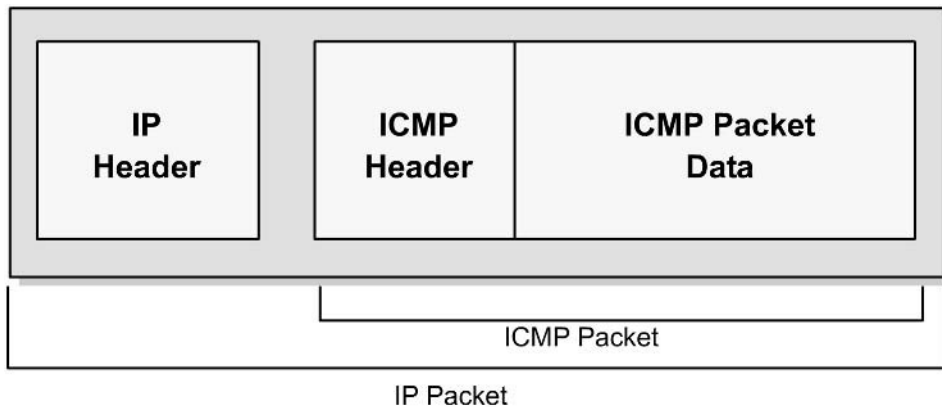 IP
Header
ICMP
Header
ICMP Packet
Data
ICMP Packet
IP Packet